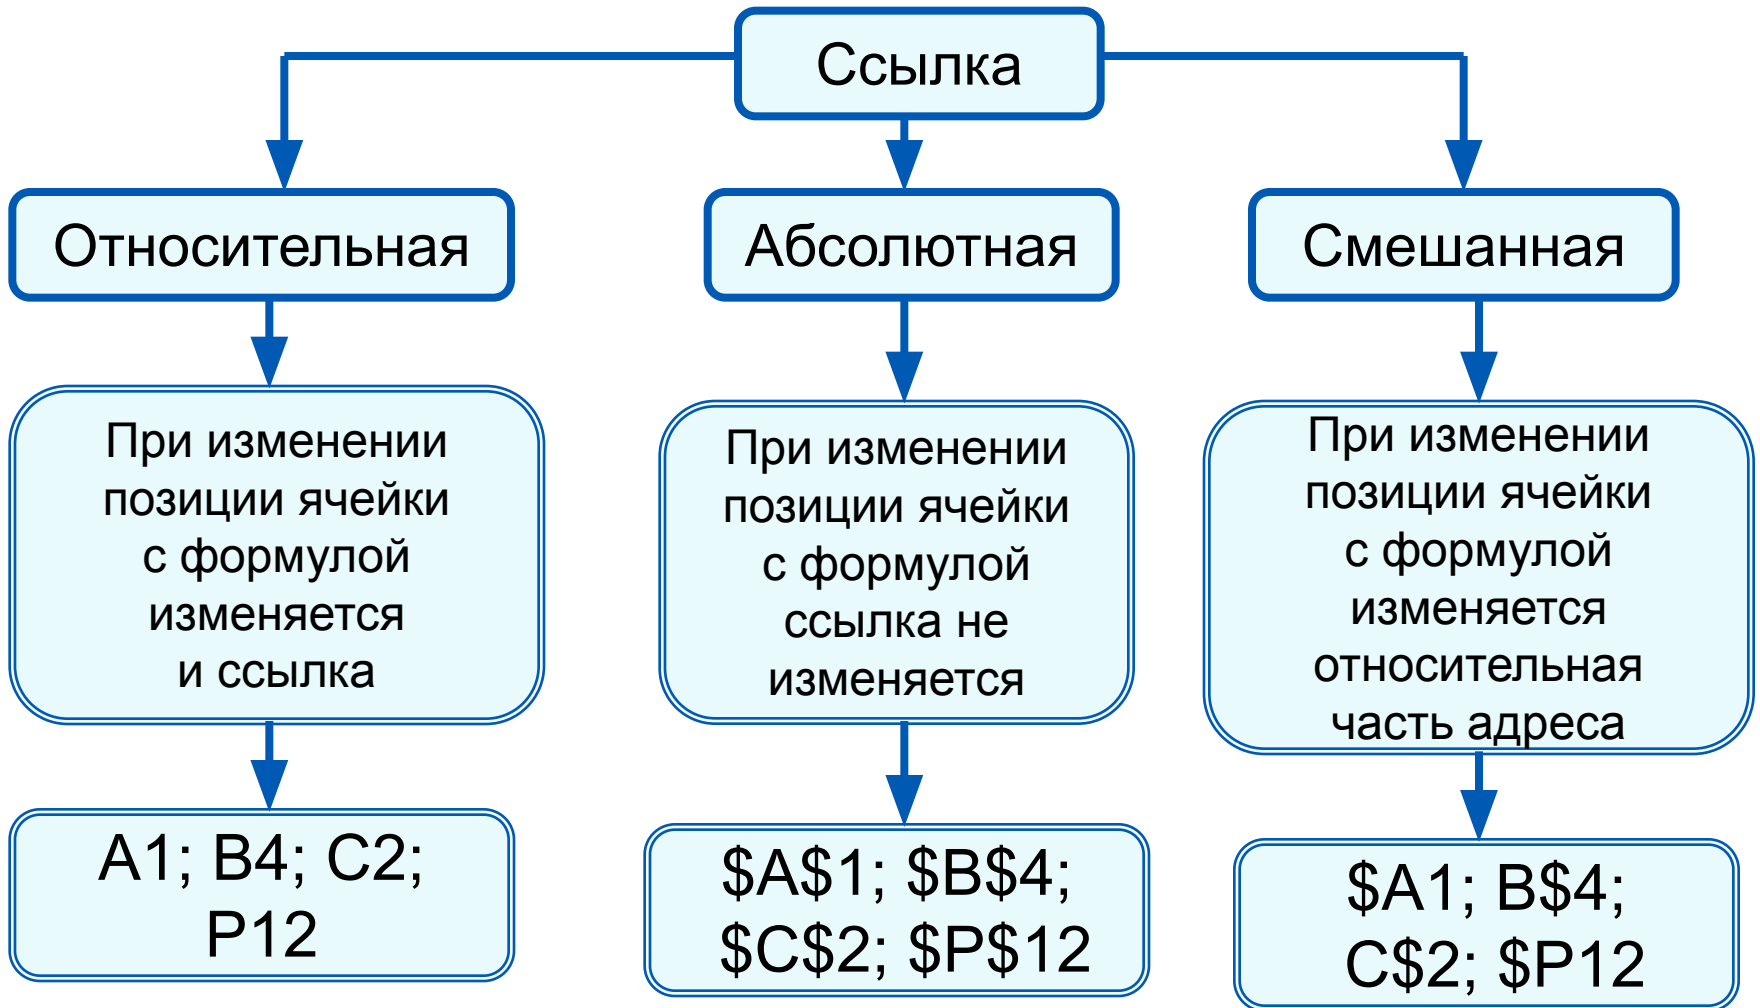 Ссылка
Относительная
Абсолютная
Смешанная
При изменении
позиции ячейки
с формулой
изменяется
и ссылка
При изменении
позиции ячейки
с формулой
ссылка не
изменяется
При изменении
позиции ячейки
с формулой
изменяется
относительная
часть адреса
A1; B4; C2;
P12
$A$1; $B$4;
$C$2; $P$12
$A1; B$4;
C$2; $P12